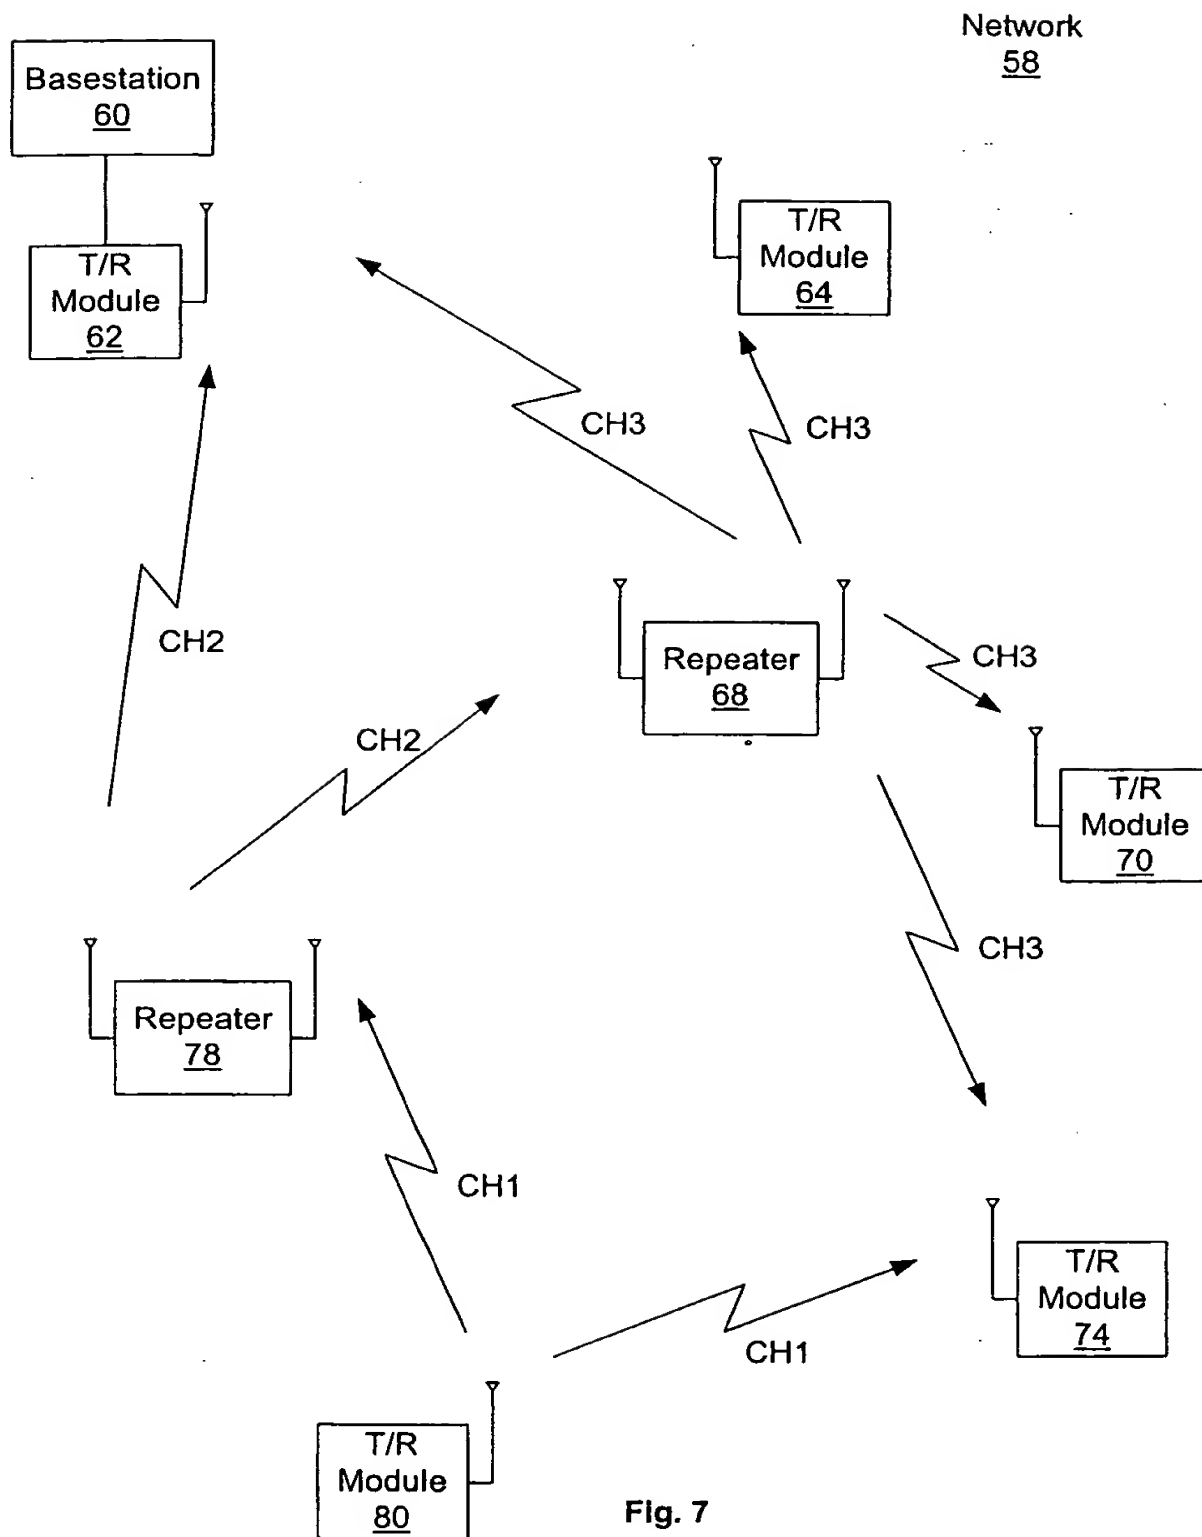 Network
58
Basestation
60
T/R
Module
62
T/R
Module
64
CH3
CH3
CH2
Repeater
68
CH3
CH2
T/R
Module
70
CH3
Repeater
78
CH1
T/R
Module
74
CH1
T/R
Module
80
Fig. 7